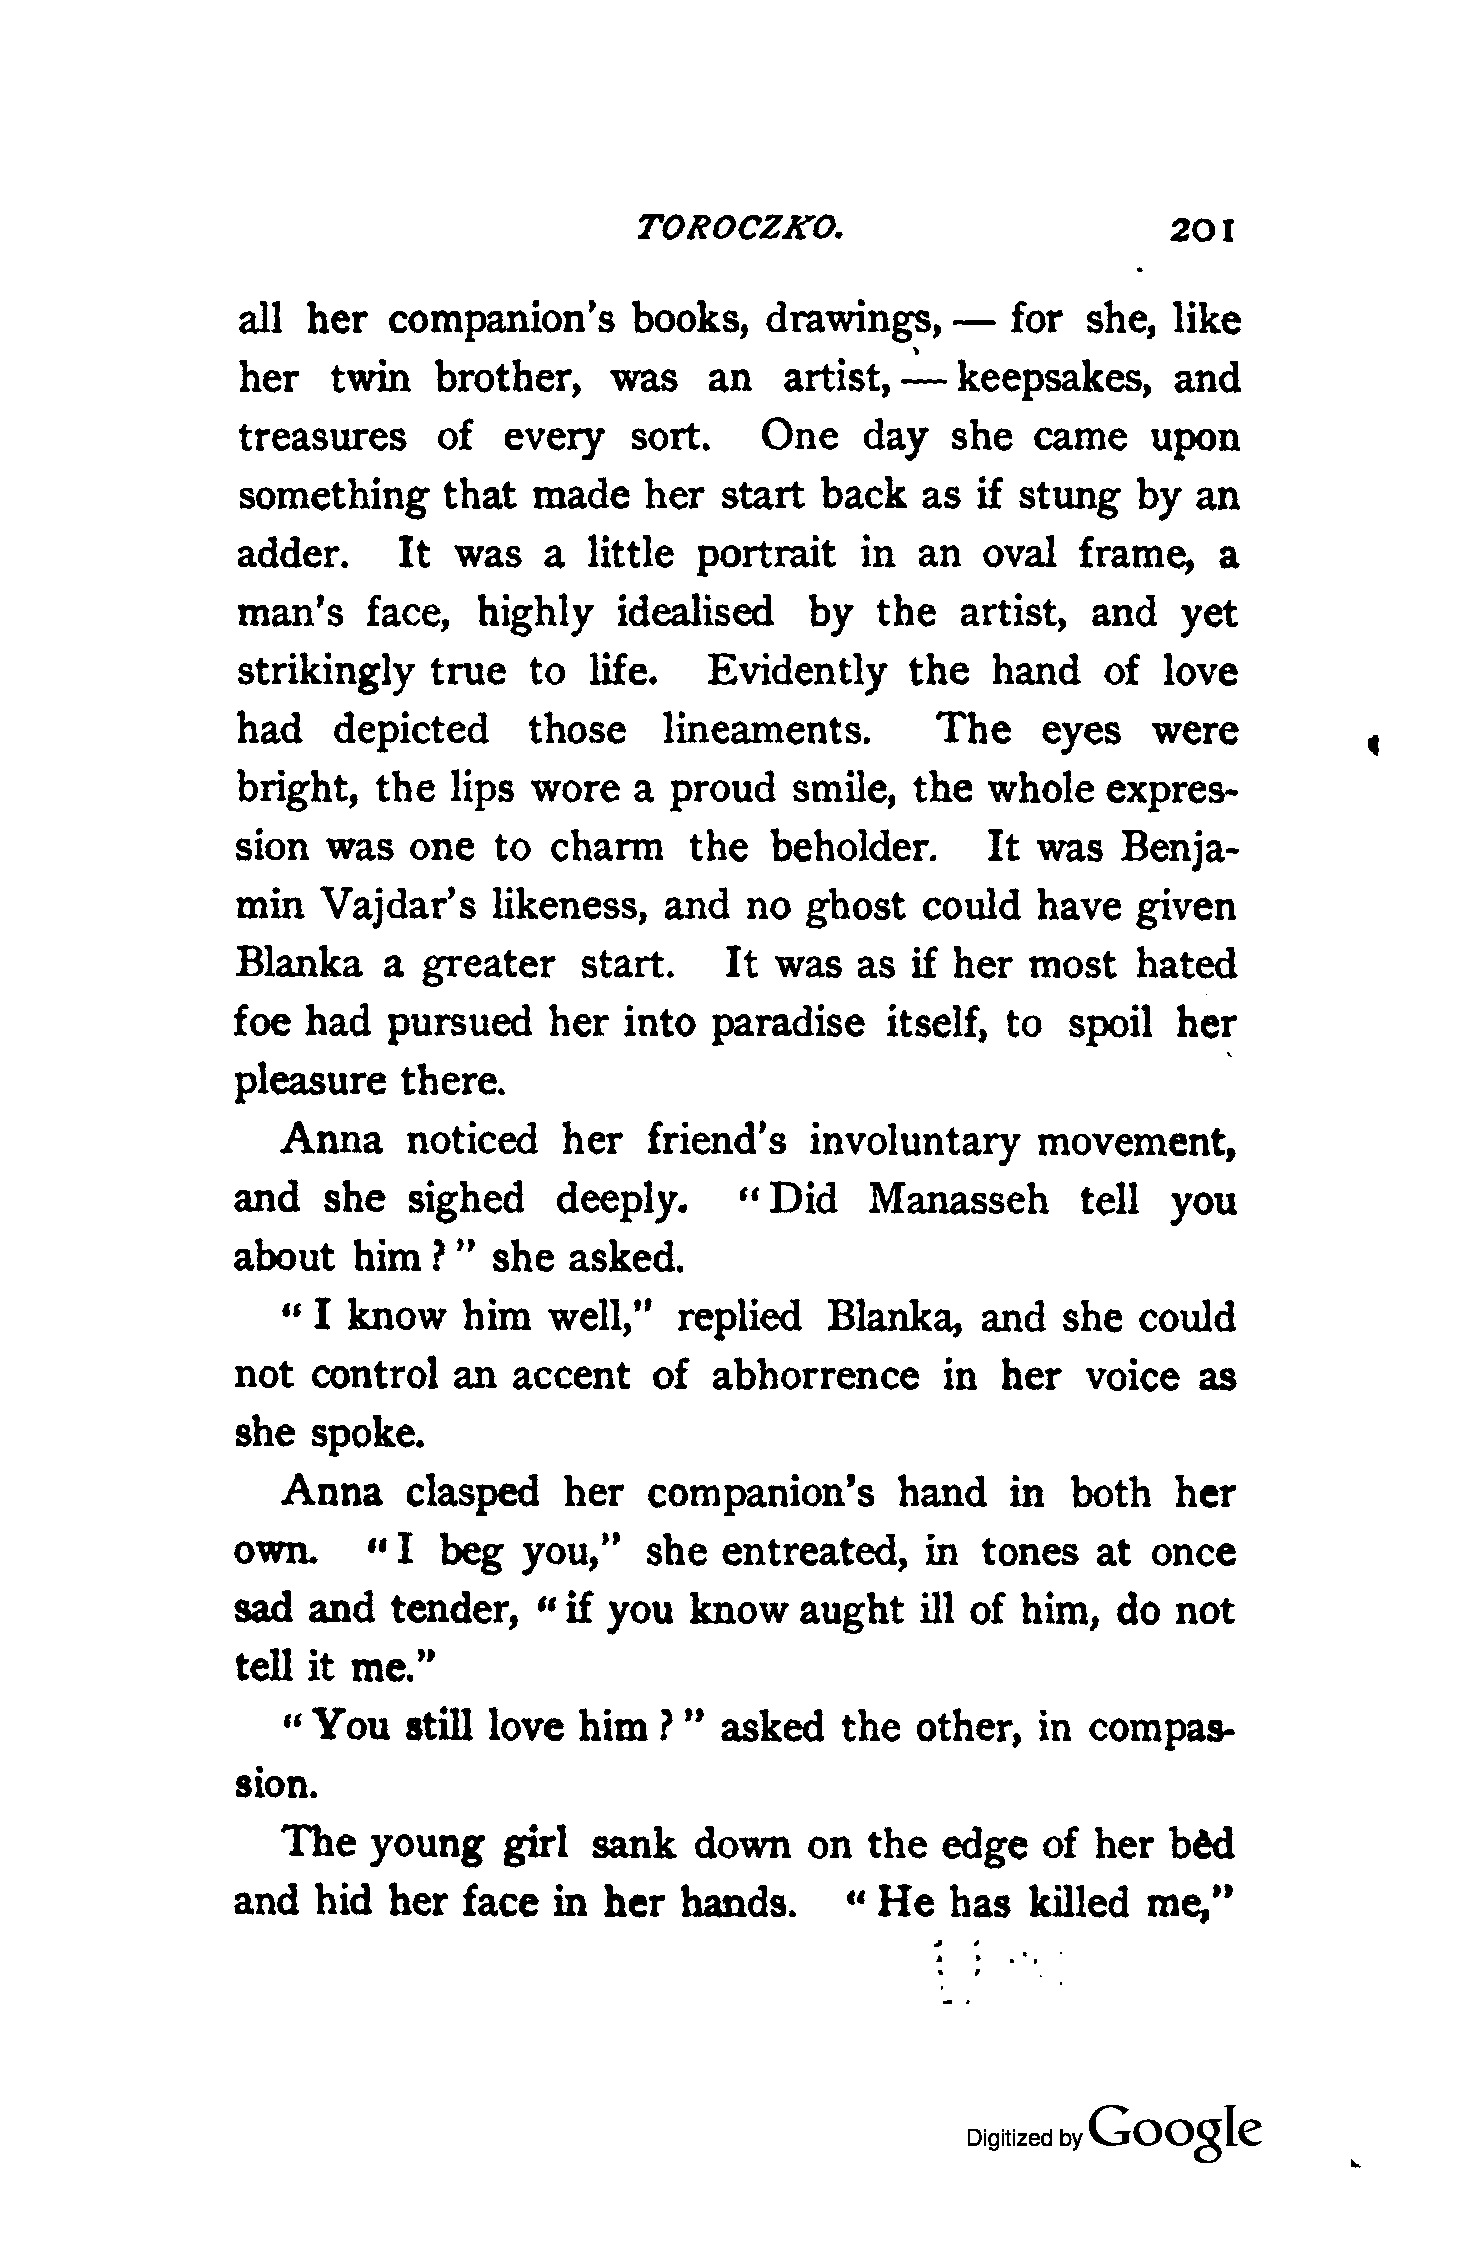 TOROCZKO. 201
all her companion's books, drawings, — for she, like
her twin brother, was an artist, — keepsakes, and
treasures of every sort. One day she came upon
something that made her start back as if stung by an
adder. It was a little portrait in an oval frame, a
man's face, highly idealised by the artist, and yet
strikingly true to life. Evidently the hand of love
had depicted those lineaments. The eyes were
bright, the lips wore a proud smile, the whole expres-
sion was one to charm the beholder. It was Benja-
min Vajdar's likeness, and no ghost could have given
Blanka a greater start. It was as if her most hated
foe had pursued her into paradise itself, to spoil her
pleasure there.
Anna noticed her friend's involuntary movement,
and she sighed deeply. "Did Manasseh tell you
about him?" she asked.
"I know him well," replied Blanka, and she could
not control an accent of abhorrence in her voice as
she spoke.
Anna clasped her companion's hand in both her
own. "I beg you," she entreated, in tones at once
sad and tender, "if you know aught ill of him, do not
tell it me."
"You still love him?" asked the other, in compas-
sion.
The young girl sank down on the edge of her bed
and hid her face in her hands. "He has killed me,"
Digitized by Google